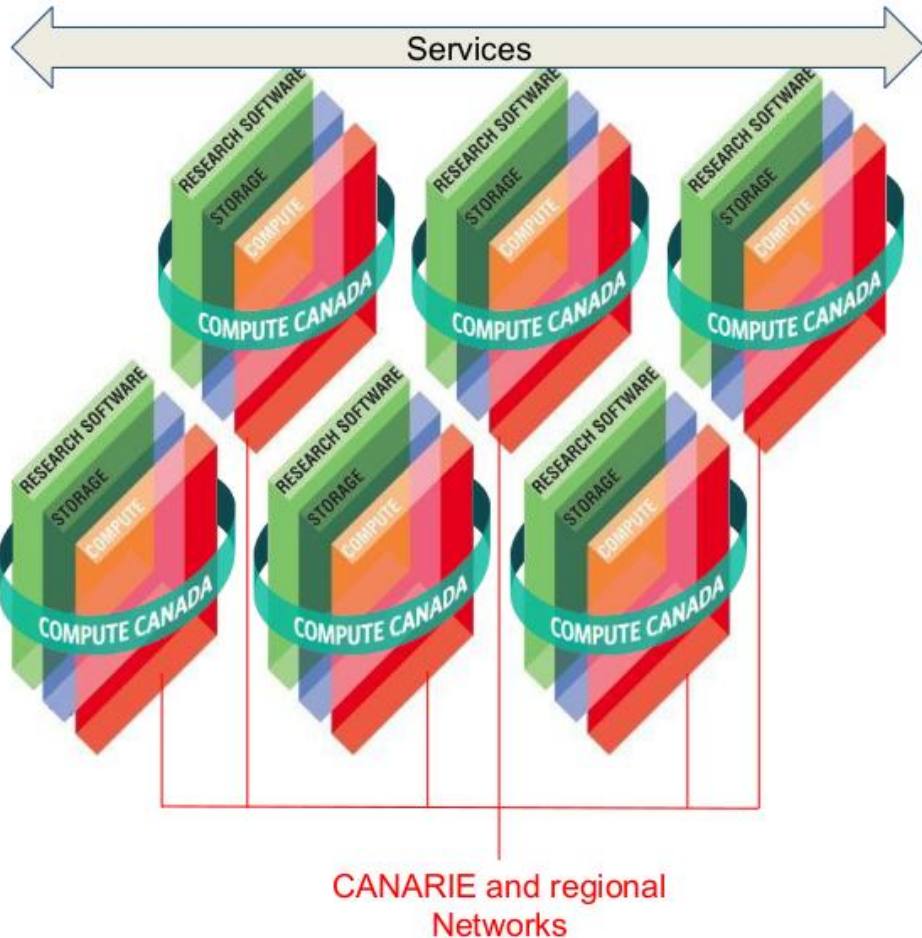 Services
RESEARCH SOFTWARE
STORAGE
COMPUTE
COMPUTE CANADA
RESEARCH SOFTWARE
STORAGE
COMPUTE
COMPUTE CANADA
RESEARCH SOFTWARE
STORAGE
COMPUTE
COMPUTE CANADA
RESEARCH SOFTWARE
STORAGE
COMPUTE
COMPUTE CANADA
RESEARCH SOFTWARE
STORAGE
COMPUTE
COMPUTE CANADA
RESEARCH SOFTWARE
STORAGE
COMPUTE
COMPUTE CANADA
CANARIE and regional
Networks